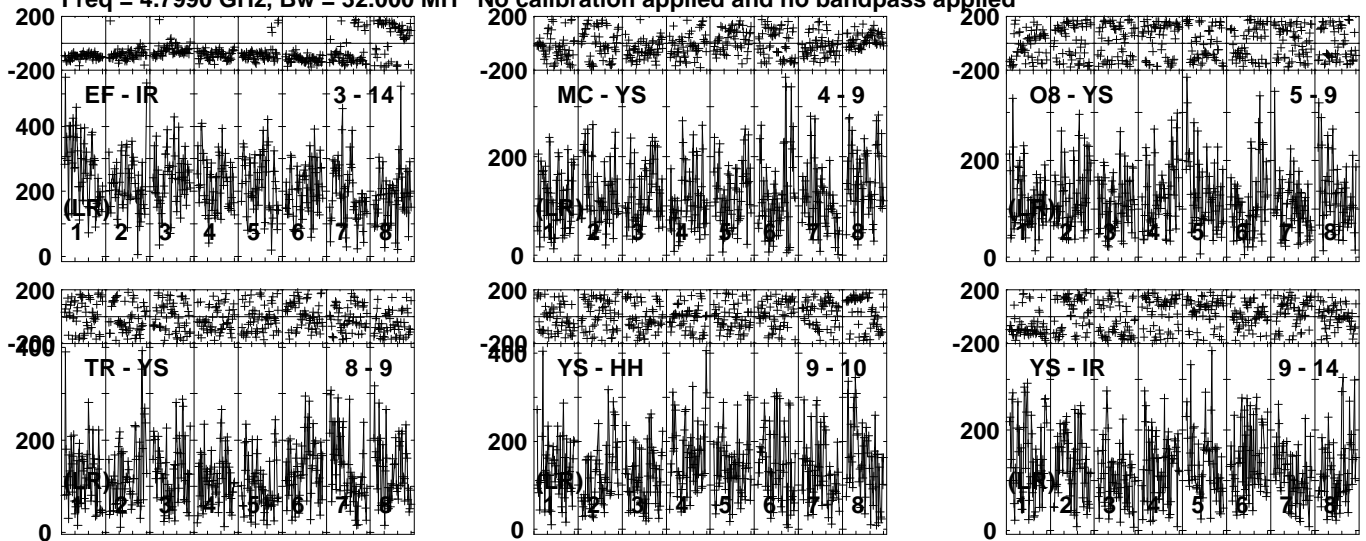 Freq = 4.7990 GHz, Bw = 32.000 MH No calibration applied and no bandpass applied
200
-200
EF - IR 3 - 14
400
200
(LR)
1 2 3 4 5 6 7 8
0
200
-200
MC - YS 4 - 9
200
(LR)
1 2 3 4 5 6 7 8
0
200
-200
O8 - YS 5 - 9
200
(LR)
1 2 3 4 5 6 7 8
0
200
-200
400
TR - YS 8 - 9
200
(LR)
1 2 3 4 5 6 7 8
0
200
-200
400
YS - HH 9 - 10
200
(LR)
1 2 3 4 5 6 7 8
0
200
-200
YS - IR 9 - 14
200
(LR)
1 2 3 4 5 6 7 8
0